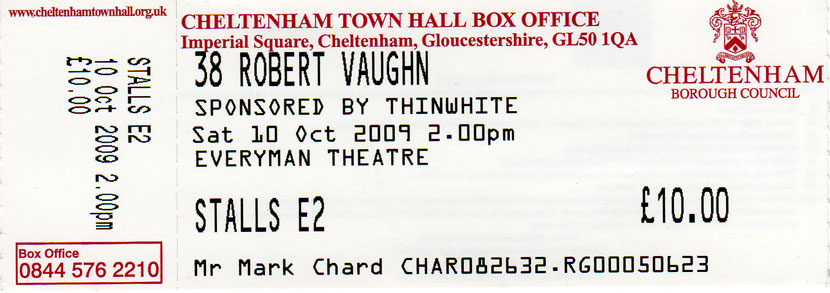 www.cheltenhamtownhall.org.uk
STALLS E2
10 Oct 2009 2.00pm
£10.00
Box Office
0844 576 2210
CHELTENHAM TOWN HALL BOX OFFICE
Imperial Square, Cheltenham, Gloucestershire, GL50 1QA
38 ROBERT VAUGHN
SPONSORED BY THINWHITE
Sat 10 Oct 2009 2.00pm
EVERYMAN THEATRE
STALLS E2
£10.00
Mr Mark Chard CHAR082632.RG00050623
CHELTENHAM
BOROUGH COUNCIL